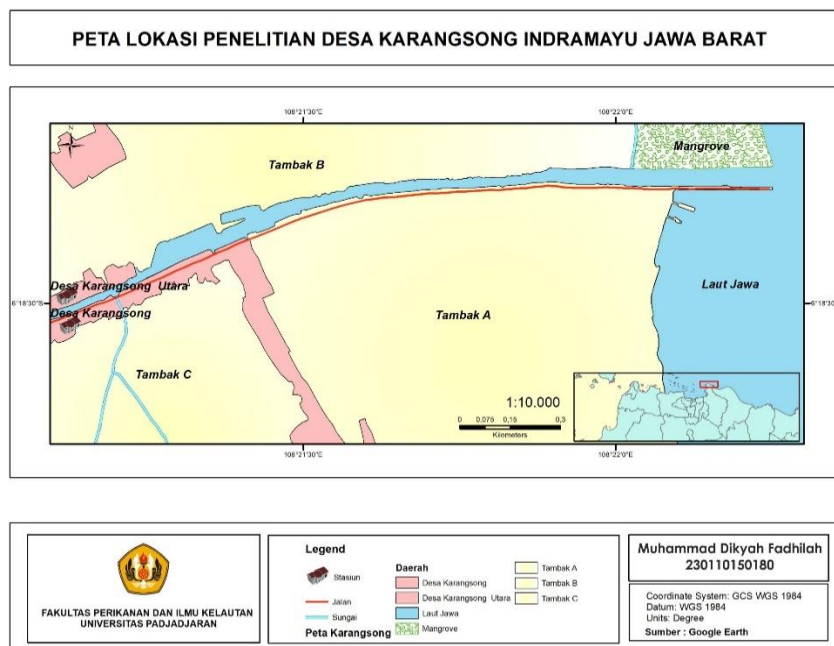 PETA LOKASI PENELITIAN DESA KARANGSONG INDRAMAYU JAWA BARAT
108°21'30"E
108°22'0"E
N
Tambak B
Mangrove
Desa Karangsong Utara
Laut Jawa
6°18'30"S
6°18'30"S
Desa Karangsong
Tambak A
Tambak C
1:10.000
0 0,075 0,15 0,3
Kilometers
108°21'30"E
108°22'0"E
FAKULTAS PERIKANAN DAN ILMU KELAUTAN
UNIVERSITAS PADJADJARAN
Legend
Stasiun
Jalan
Sungai
Peta Karangsong
Daerah
Desa Karangsong
Desa Karangsong Utara
Laut Jawa
Mangrove
Tambak A
Tambak B
Tambak C
Muhammad Dikyah Fadhilah
230110150180
Coordinate System: GCS WGS 1984
Datum: WGS 1984
Units: Degree
Sumber : Google Earth